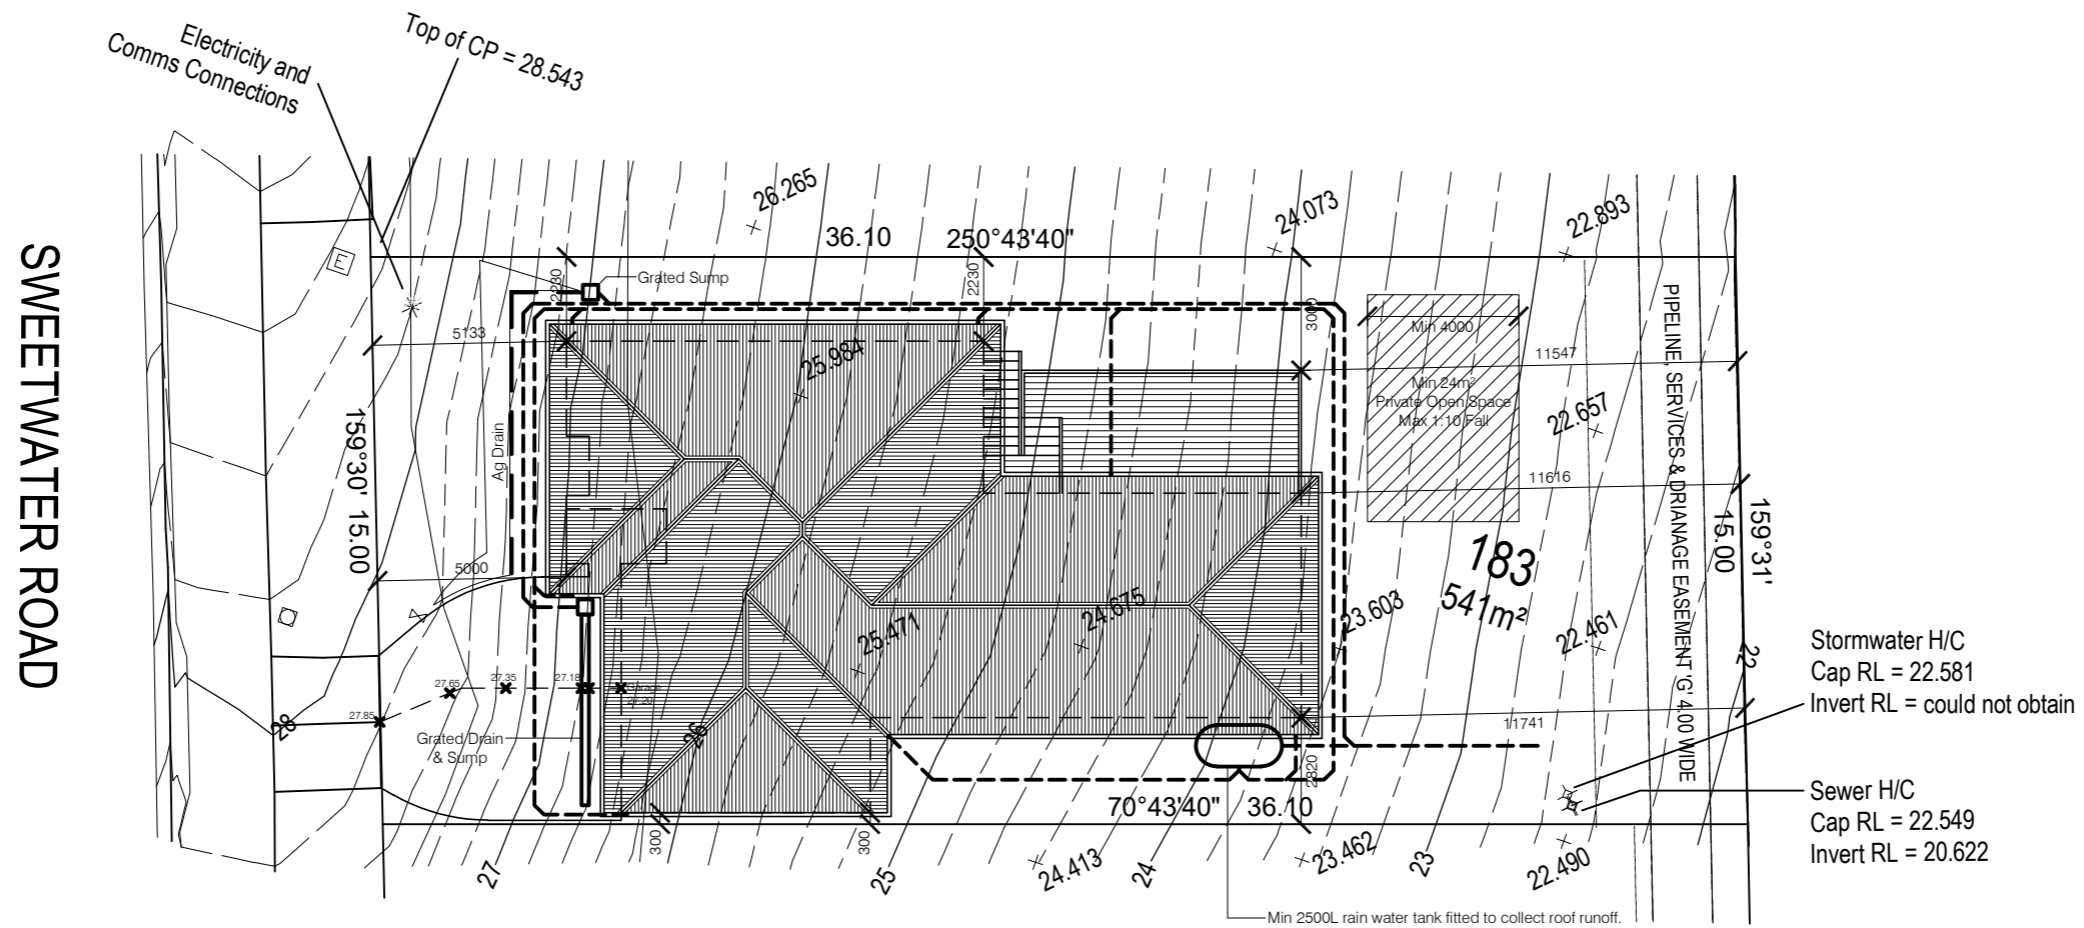 Electricity and
Comms Connections
Top of CP = 28.543
SWEETWATER ROAD
E
26.265
24.073
22.893
36.10
250°43'40"
2230
Grated Sump
2230
3000
5133
Min 4000
11547
25.984
Min 24m²
Private Open Space
Max 1:10 Fall
22.657
159°30' 15.00
Ag Drain
11616
PIPELINE, SERVICES & DRIANAGE EASEMENT 'G' 4.00 WIDE
159°31'
15.00
5000
183
541m²
24.675
25.471
23.603
22.461
22
Stormwater H/C
Cap RL = 22.581
Invert RL = could not obtain
27.65
27.35
27.18
Garage
27.85
28
26
11741
Grated Drain
& Sump
2820
70°43'40"
36.10
Sewer H/C
Cap RL = 22.549
Invert RL = 20.622
300
300
27
25
24.413
24
23.462
23
22.490
Min 2500L rain water tank fitted to collect roof runoff.